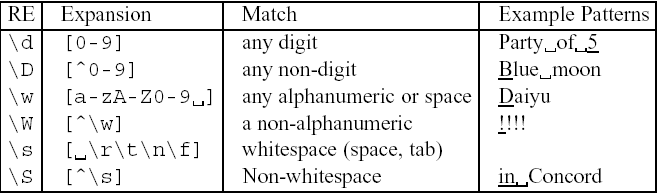 RE Expansion Match Example Patterns
\d [0-9] any digit Party␣of␣5
\D [^0-9] any non-digit Blue␣moon
\w [a-zA-Z0-9␣] any alphanumeric or space Daiyu
\W [^\w] a non-alphanumeric !!!!
\s [␣\r\t\n\f] whitespace (space, tab)
\S [^\s] Non-whitespace in␣Concord